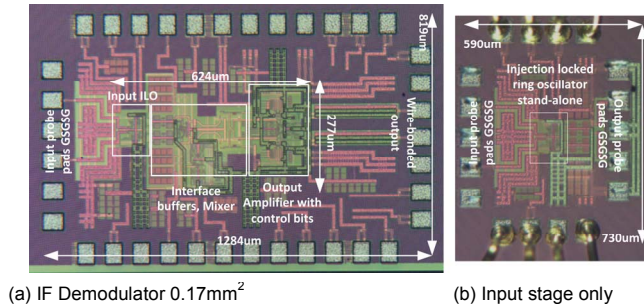 819um
624um
Input ILO
Input probe
pads GSGSG
277um
Wire-bonded
output
Interface
buffers, Mixer
Output
Amplifier with
control bits
1284um
(a) IF Demodulator 0.17mm²
590um
Injection locked
ring oscillator
stand-alone
Input probe
pads GSGSG
Input probe
pads GSGSG
730um
(b) Input stage only